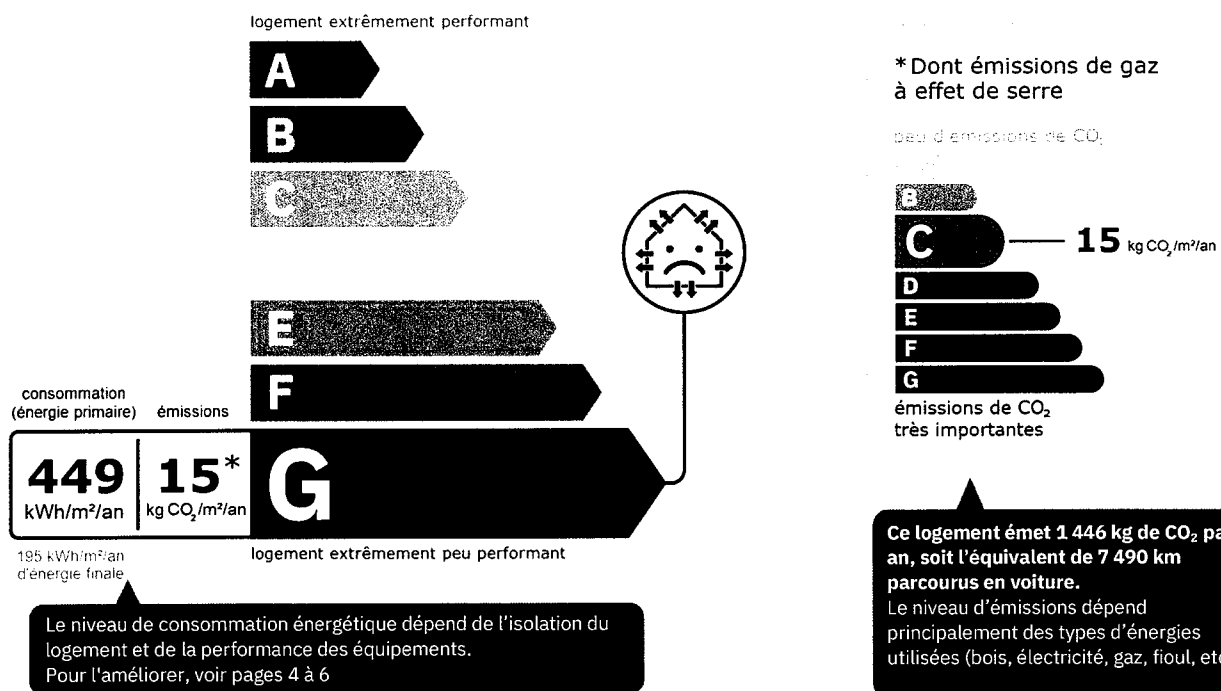 logement extrêmement performant
A
B
C
E
F
consommation
(énergie primaire)
émissions
449
kWh/m²/an
15*
kg CO₂/m²/an
G
195 kWh/m²/an
d'énergie finale
logement extrêmement peu performant
Le niveau de consommation énergétique dépend de l'isolation du
logement et de la performance des équipements.
Pour l'améliorer, voir pages 4 à 6
*Dont émissions de gaz
à effet de serre
peu d'émissions de CO₂
B
C
15 kg CO₂/m²/an
D
E
F
G
émissions de CO₂
très importantes
Ce logement émet 1 446 kg de CO₂ pa
an, soit l'équivalent de 7 490 km
parcourus en voiture.
Le niveau d'émissions dépend
principalement des types d'énergies
utilisées (bois, électricité, gaz, fioul, etc